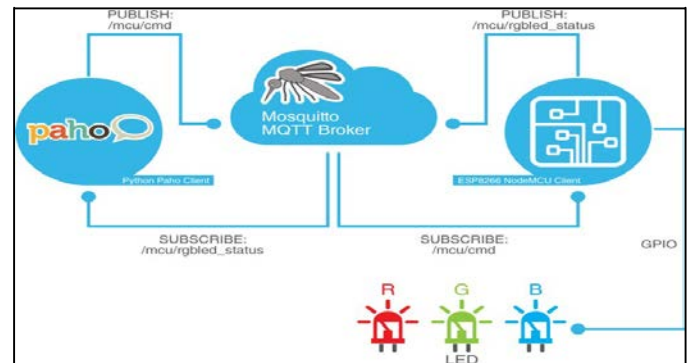 PUBLISH:
/mcu/cmd
PUBLISH:
/mcu/rgbled_status
Mosquitto
MQTT Broker
paho
Python Paho Client
ESP8266 NodeMCU Client
SUBSCRIBE:
/mcu/rgbled_status
SUBSCRIBE:
/mcu/cmd
GPIO
R G B
LED